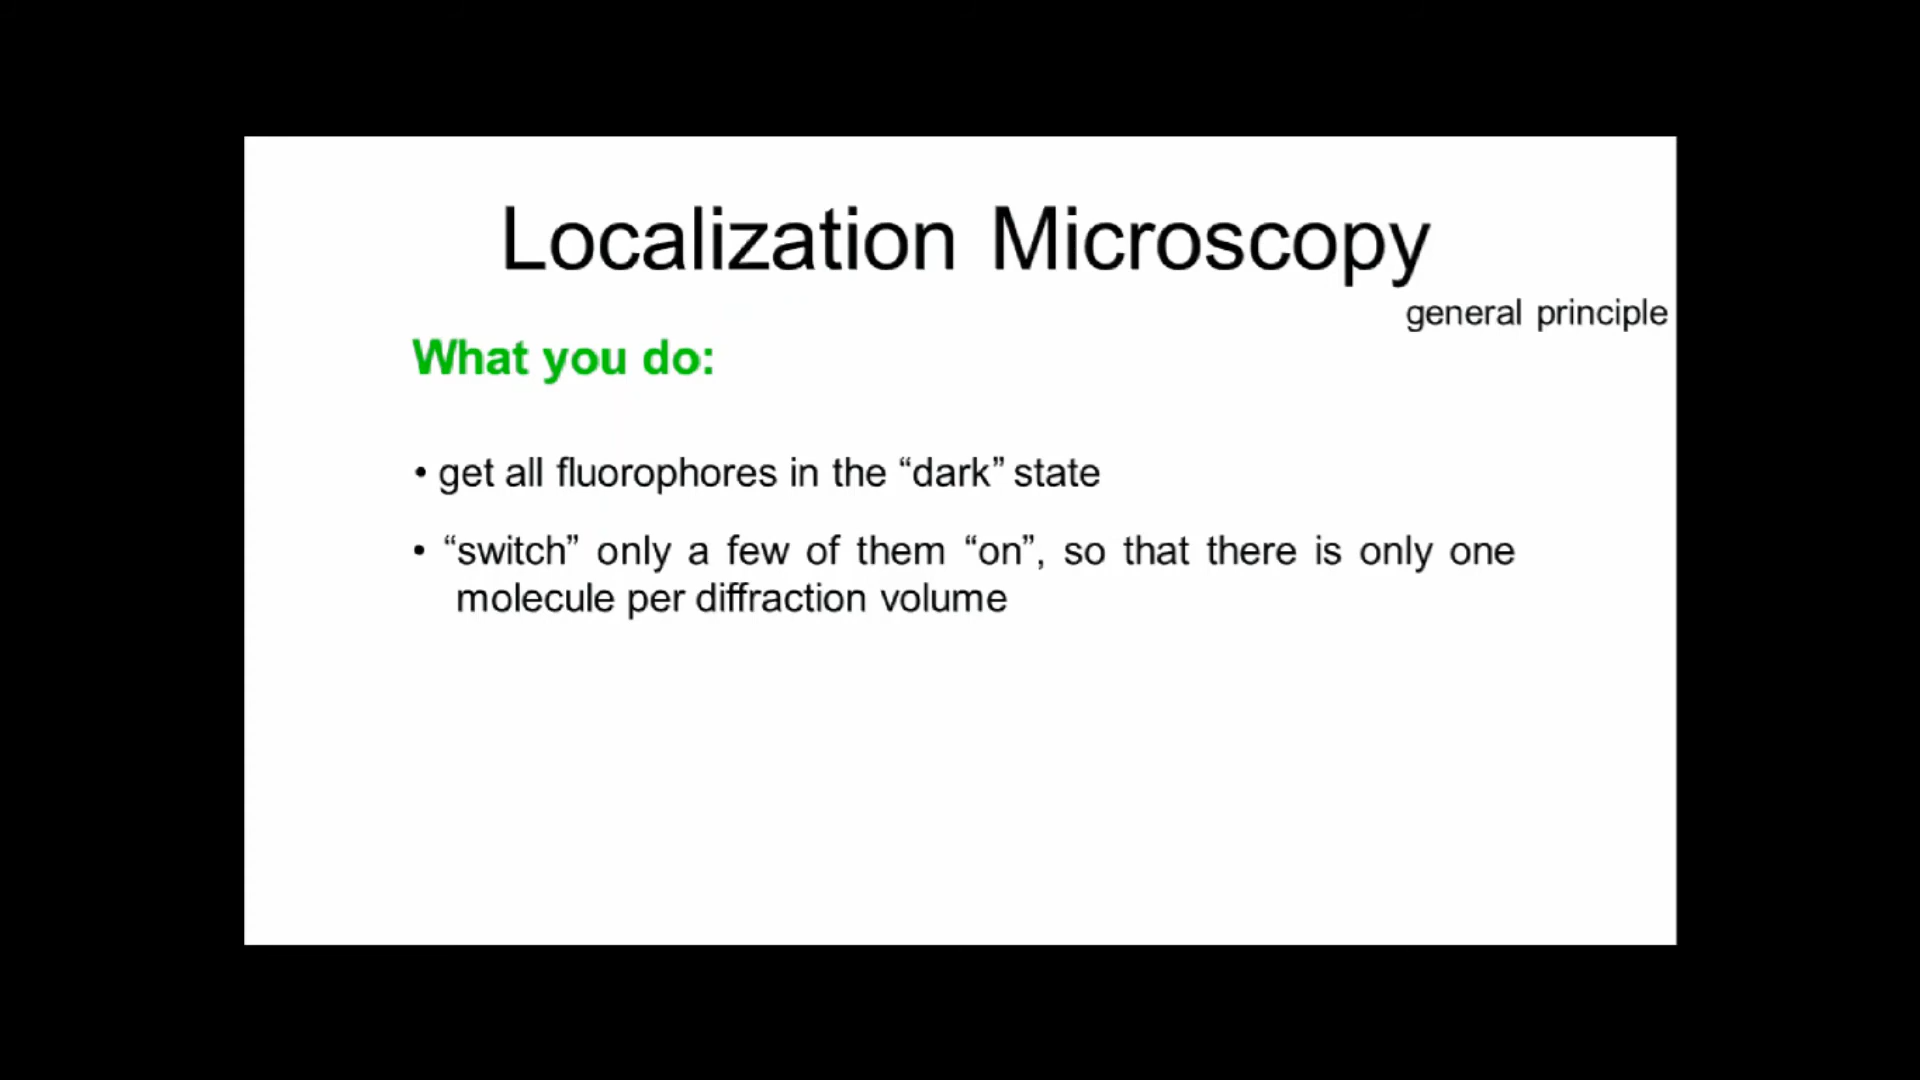 Localization Microscopy
general principle
What you do:
• get all fluorophores in the “dark” state
• “switch” only a few of them “on”, so that there is only one
molecule per diffraction volume